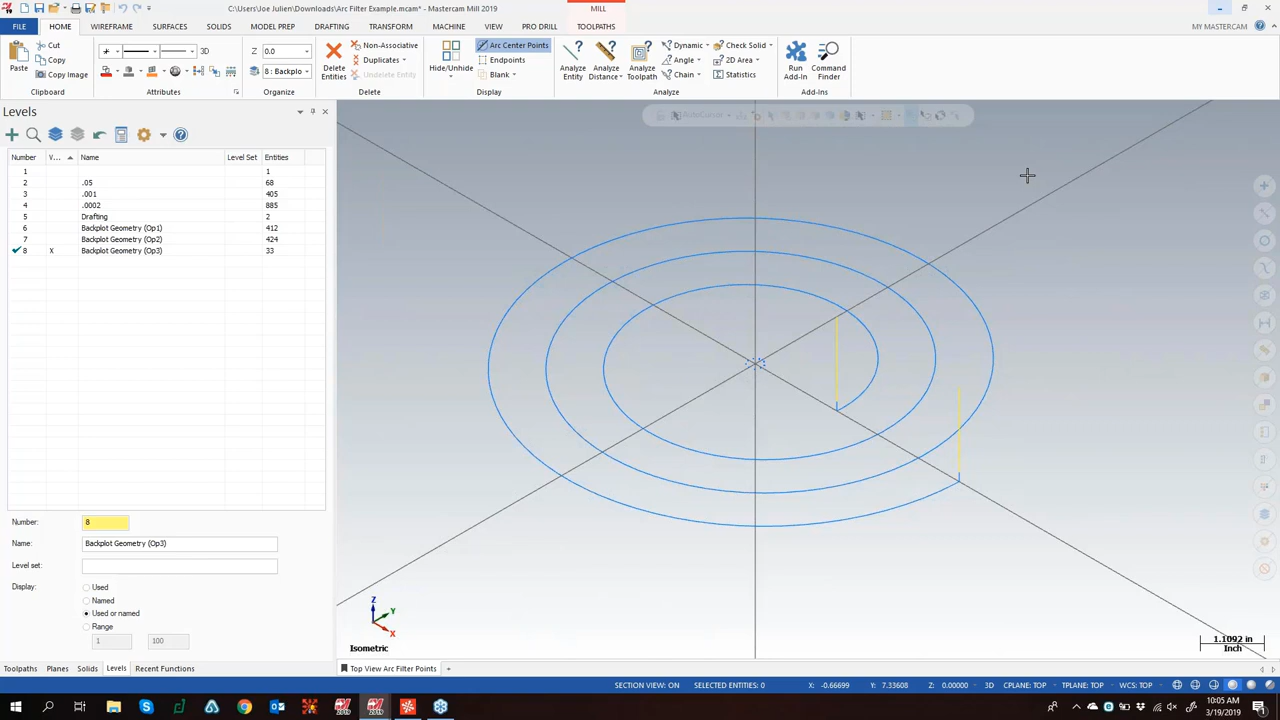 C:\Users\Joe Julien\Downloads\Arc Filter Example.mcam* - Mastercam Mill 2019
MILL
FILE HOME WIREFRAME SURFACES SOLIDS MODEL PREP DRAFTING TRANSFORM MACHINE VIEW PRO DRILL TOOLPATHS
MY MASTERCAM
Paste
Cut
Copy
Copy Image
Clipboard
3D
Attributes
Z 0.0
8 : Backplo
Organize
Delete Entities
Non-Associative
Duplicates
Undelete Entity
Delete
Hide/Unhide
Arc Center Points
Endpoints
Blank
Display
Analyze Entity
Analyze Distance
Analyze Toolpath
Dynamic
Angle
Chain
Check Solid
2D Area
Statistics
Analyze
Run Add-In
Command Finder
Add-Ins
Levels
AutoCursor
Number V... Name Level Set Entities
1 1
2 .05 68
3 .001 405
4 .0002 885
5 Drafting 2
6 Backplot Geometry (Op1) 412
7 Backplot Geometry (Op2) 424
8 X Backplot Geometry (Op3) 33
Number: 8
Name: Backplot Geometry (Op3)
Level set:
Display: Used
Named
Used or named
Range
1 100
Z
Y
X
Isometric
1.1092 in
Inch
Toolpaths Planes Solids Levels Recent Functions
Top View Arc Filter Points +
SECTION VIEW: ON SELECTED ENTITIES: 0 X: -0.66699 Y: 7.33608 Z: 0.00000 3D CPLANE: TOP TPLANE: TOP WCS: TOP
2019 2019
10:05 AM
3/19/2019